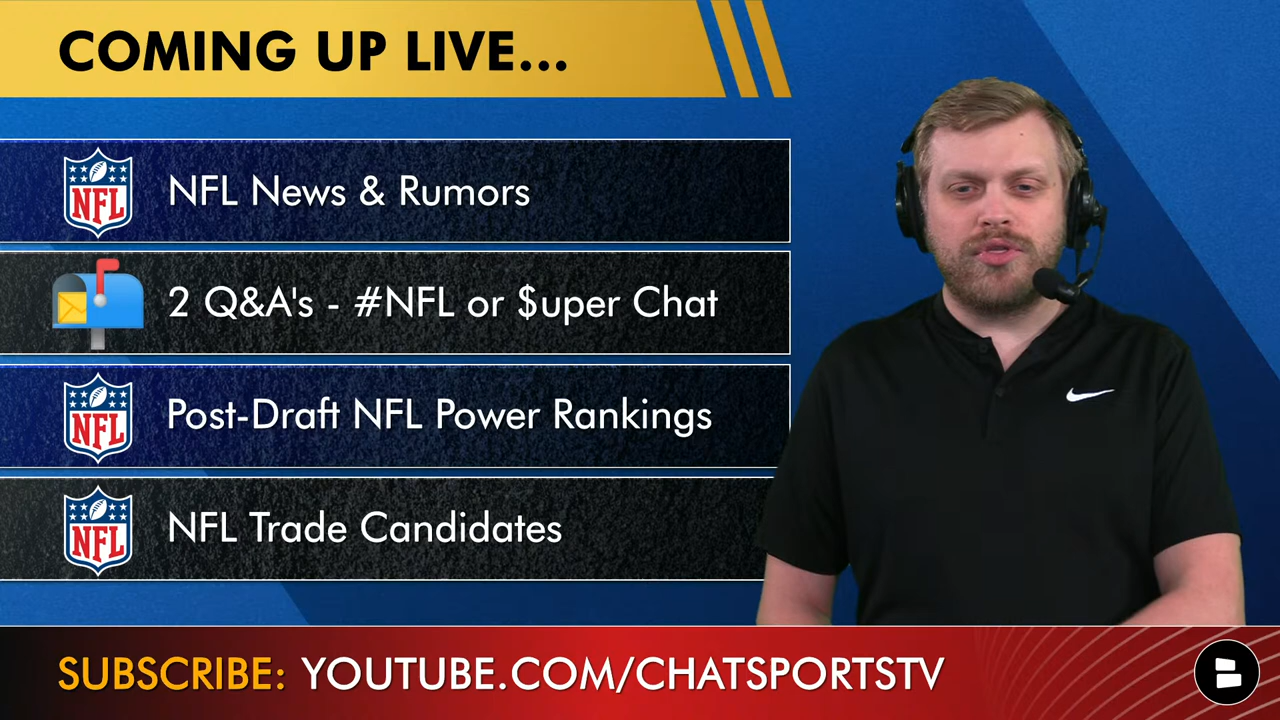 COMING UP LIVE...
NFL
NFL News & Rumors
2 Q&A's - #NFL or $uper Chat
NFL
Post-Draft NFL Power Rankings
NFL
NFL Trade Candidates
SUBSCRIBE: YOUTUBE.COM/CHATSPORTSTV